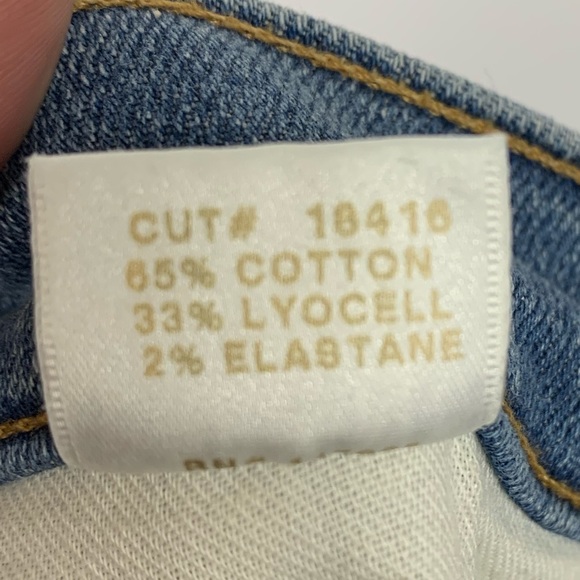 CUT# 18416
65% COTTON
33% LYOCELL
2% ELASTANE